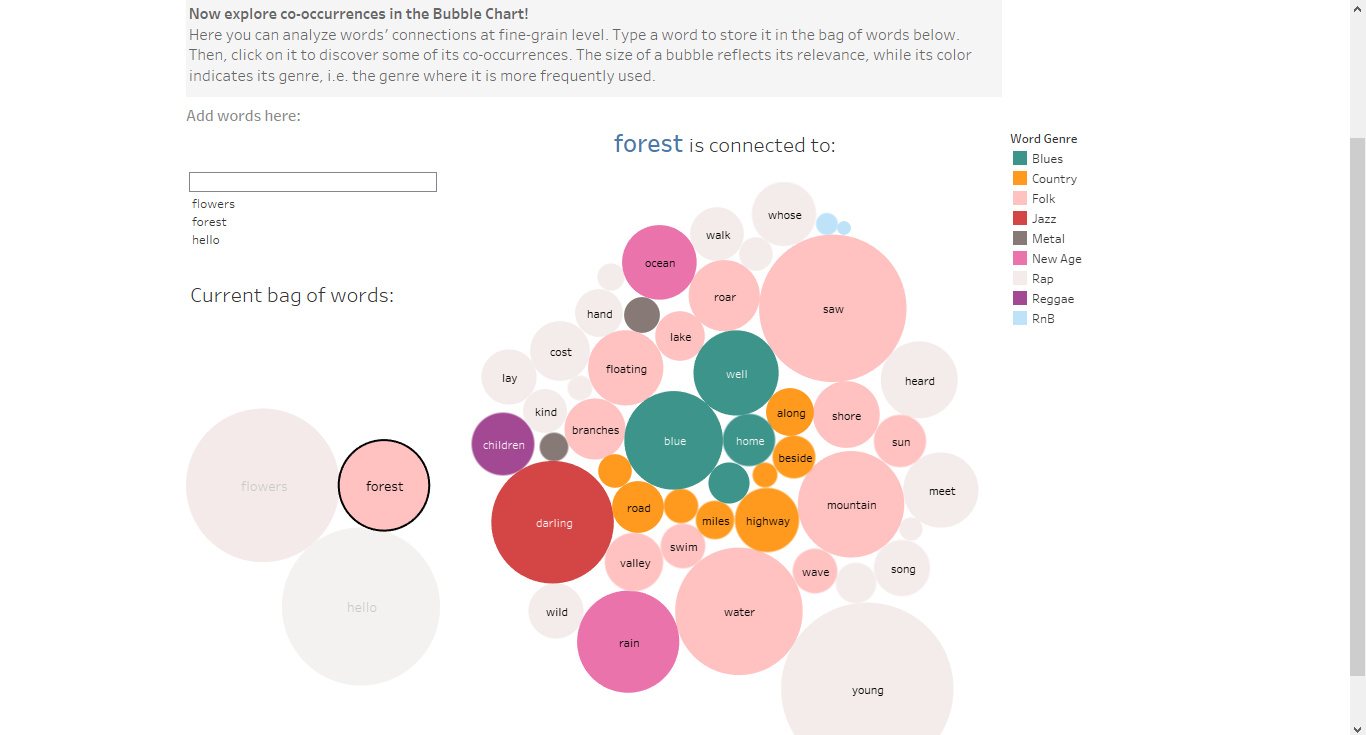 Now explore co-occurrences in the Bubble Chart!
Here you can analyze words’ connections at fine-grain level. Type a word to store it in the bag of words below.
Then, click on it to discover some of its co-occurrences. The size of a bubble reflects its relevance, while its color
indicates its genre, i.e. the genre where it is more frequently used.
Add words here:
flowers
forest
hello
Current bag of words:
flowers
forest
hello
forest is connected to:
whose
walk
ocean
roar
saw
hand
lake
cost
floating
well
heard
lay
kind
along
shore
branches
blue
home
sun
children
beside
meet
mountain
road
miles
highway
darling
swim
valley
wave
song
wild
water
rain
young
Word Genre
Blues
Country
Folk
Jazz
Metal
New Age
Rap
Reggae
RnB